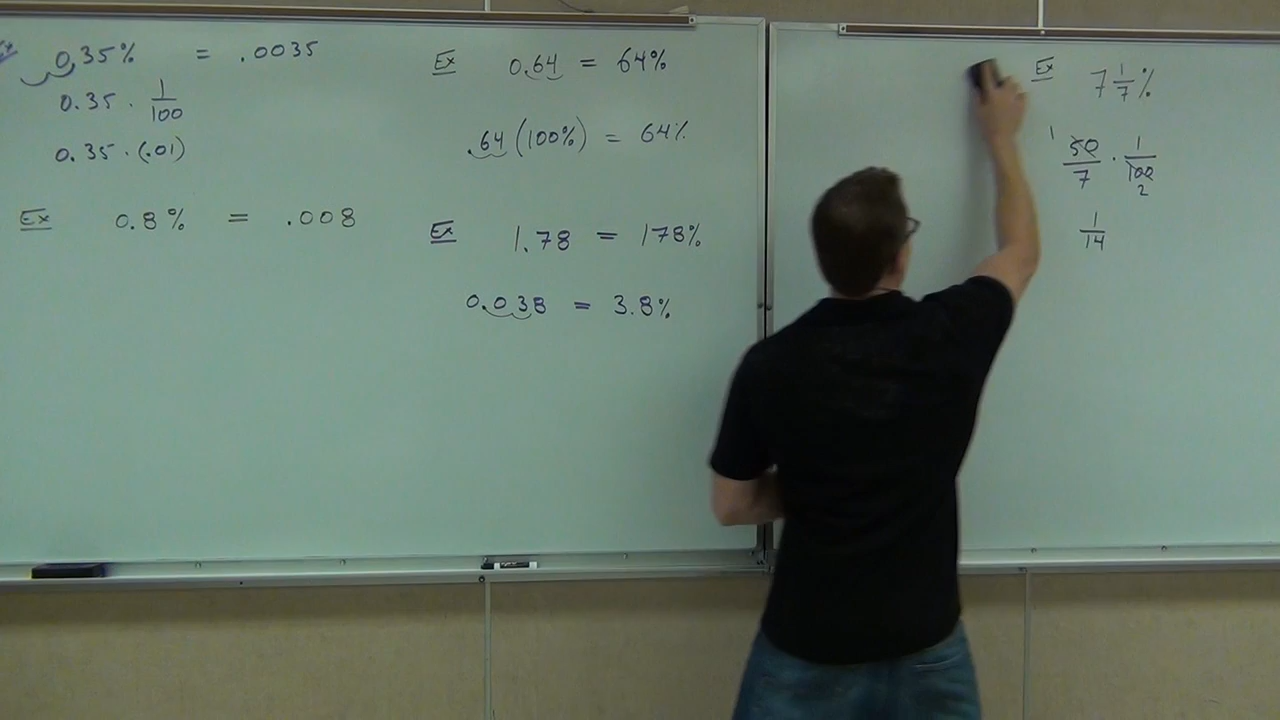 Ex 0.35% = .0035
0.35 · 1/100
0.35 · (.01)
Ex 0.8% = .008
Ex 0.64 = 64%
.64 (100%) = 64%
Ex 1.78 = 178%
0.038 = 3.8%
Ex 7 1/7 %
1
50/7 · 1/100
2
1/14